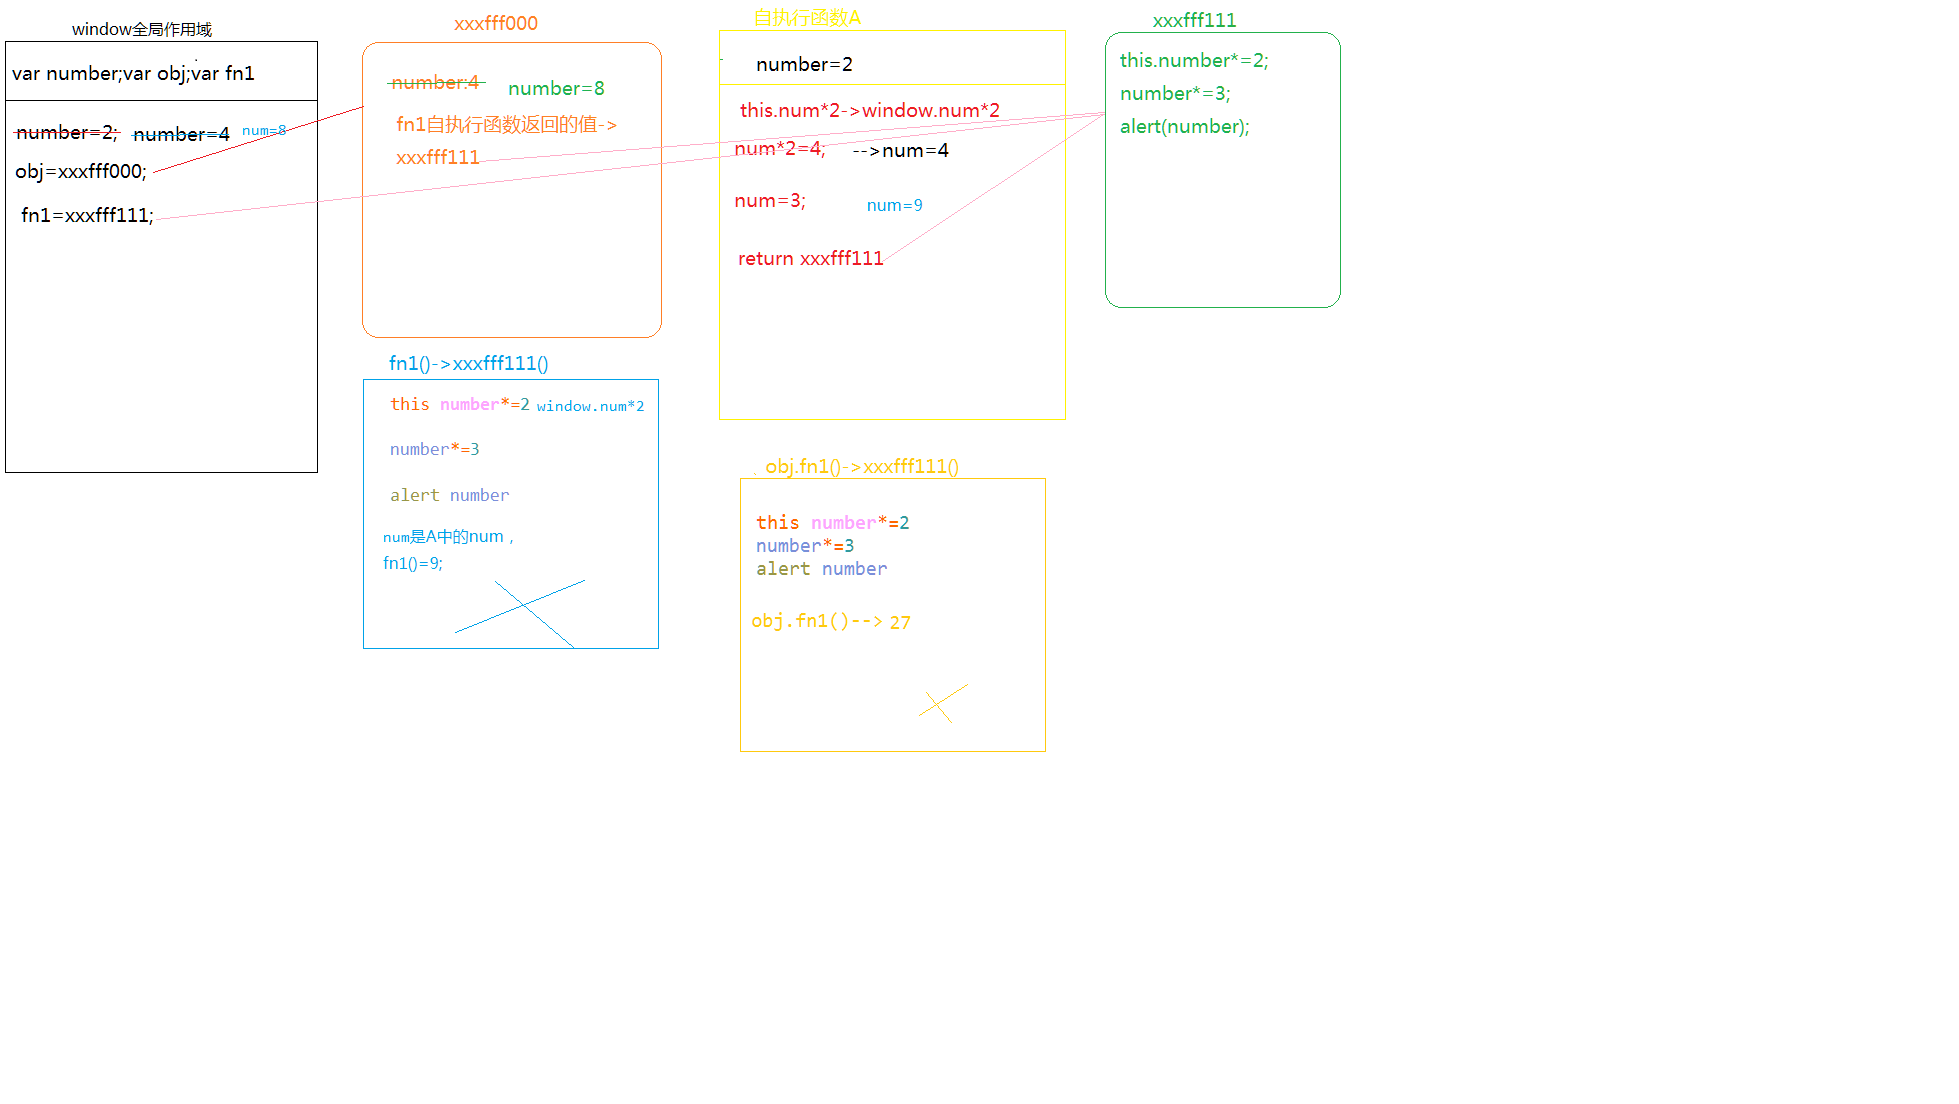 window全局作用域
var number;var obj;var fn1
number=2; number=4 num=8
obj=xxxfff000;
fn1=xxxfff111;
xxxfff000
number:4 number=8
fn1自执行函数返回的值->
xxxfff111
自执行函数A
number=2
this.num*2->window.num*2
num*2=4; -->num=4
num=3; num=9
return xxxfff111
xxxfff111
this.number*=2;
number*=3;
alert(number);
fn1()->xxxfff111()
this number*=2 window.num*2
number*=3
alert number
num是A中的num，
fn1()=9;
obj.fn1()->xxxfff111()
this number*=2
number*=3
alert number
obj.fn1()--> 27